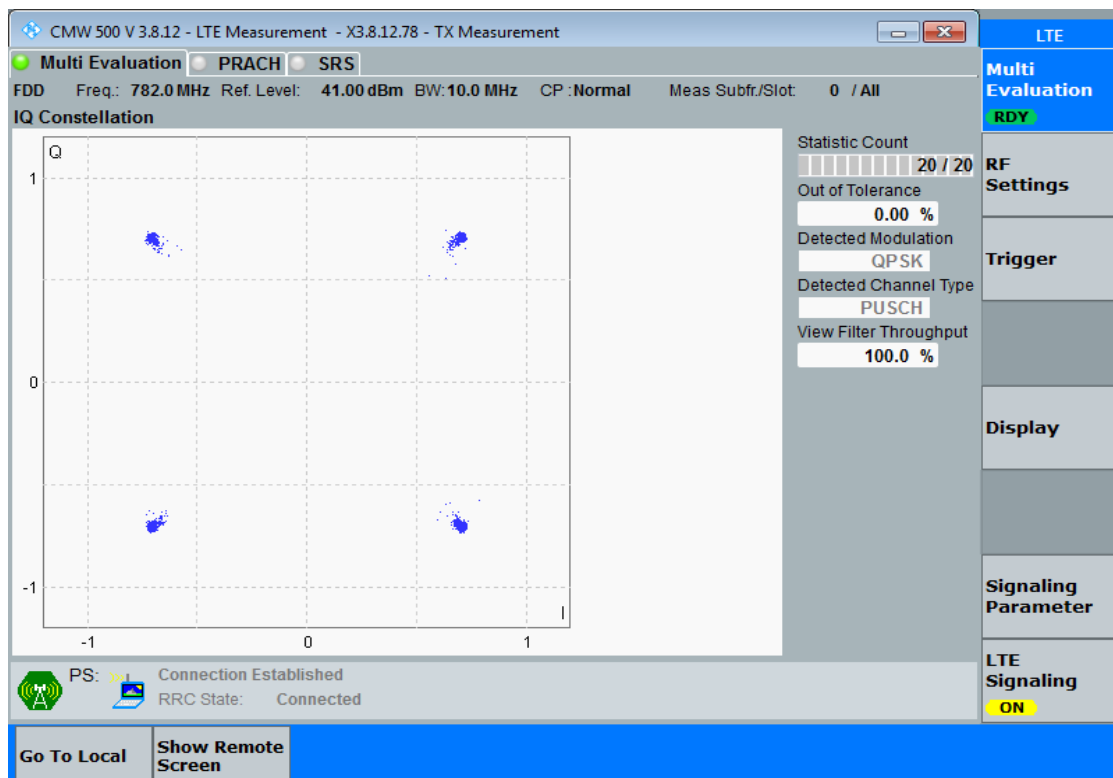 CMW 500 V 3.8.12 - LTE Measurement - X3.8.12.78 - TX Measurement
LTE
Multi Evaluation PRACH SRS
FDD Freq.: 782.0 MHz Ref. Level: 41.00 dBm BW: 10.0 MHz CP : Normal Meas Subfr./Slot: 0 / All
IQ Constellation
Q
1
0
-1
-1 0 1
I
Statistic Count
20 / 20
Out of Tolerance
0.00 %
Detected Modulation
QPSK
Detected Channel Type
PUSCH
View Filter Throughput
100.0 %
PS: Connection Established
RRC State: Connected
Multi
Evaluation
RDY
RF
Settings
Trigger
Display
Signaling
Parameter
LTE
Signaling
ON
Go To Local
Show Remote
Screen